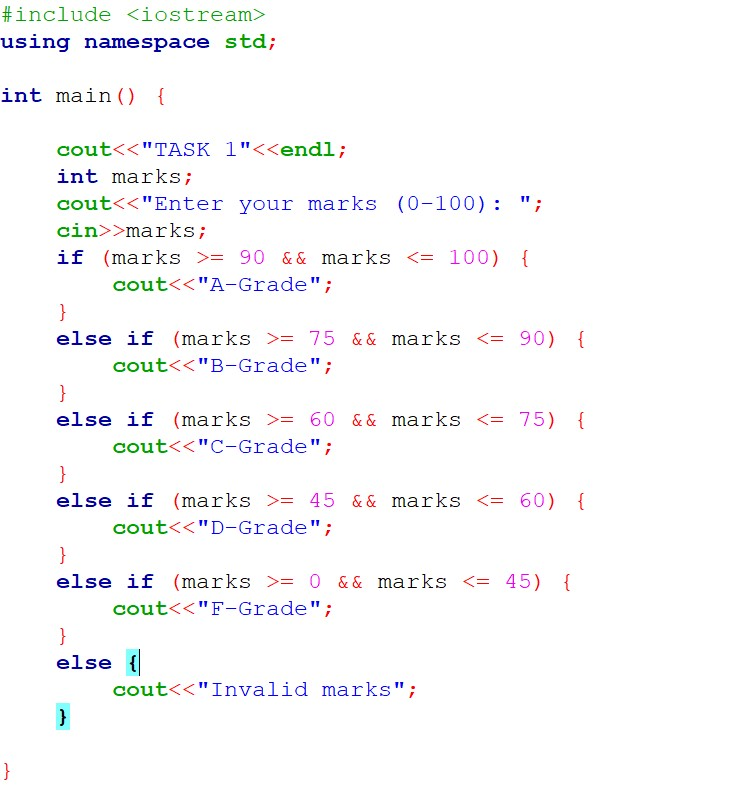 #include <iostream>
using namespace std;
int main() {
cout<<"TASK 1"<<endl;
int marks;
cout<<"Enter your marks (0-100): ";
cin>>marks;
if (marks >= 90 && marks <= 100) {
cout<<"A-Grade";
}
else if (marks >= 75 && marks <= 90) {
cout<<"B-Grade";
}
else if (marks >= 60 && marks <= 75) {
cout<<"C-Grade";
}
else if (marks >= 45 && marks <= 60) {
cout<<"D-Grade";
}
else if (marks >= 0 && marks <= 45) {
cout<<"F-Grade";
}
else {
cout<<"Invalid marks";
}
}